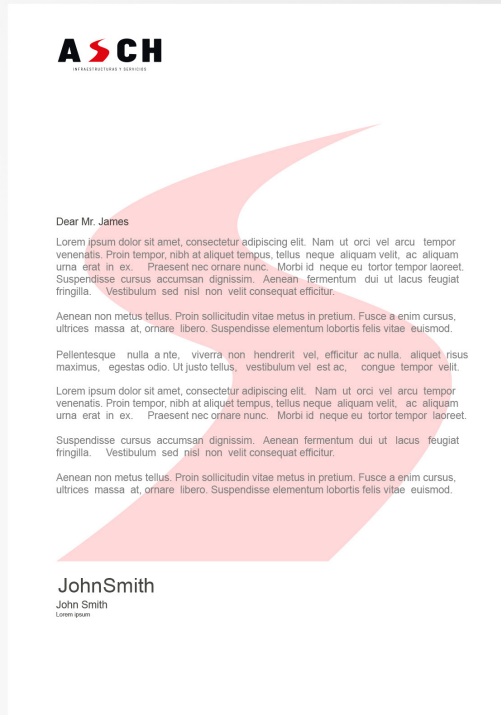 ASCH
INFRAESTRUCTURAS Y SERVICIOS
Dear Mr. James
Lorem ipsum dolor sit amet, consectetur adipiscing elit. Nam ut orci vel arcu tempor
venenatis. Proin tempor, nibh at aliquet tempus, tellus neque aliquam velit, ac aliquam
urna erat in ex. Praesent nec ornare nunc. Morbi id neque eu tortor tempor laoreet.
Suspendisse cursus accumsan dignissim. Aenean fermentum dui ut lacus feugiat
fringilla. Vestibulum sed nisl non velit consequat efficitur.
Aenean non metus tellus. Proin sollicitudin vitae metus in pretium. Fusce a enim cursus,
ultrices massa at, ornare libero. Suspendisse elementum lobortis felis vitae euismod.
Pellentesque nulla a nte, viverra non hendrerit vel, efficitur ac nulla. aliquet risus
maximus, egestas odio. Ut justo tellus, vestibulum vel est ac, congue tempor velit.
Lorem ipsum dolor sit amet, consectetur adipiscing elit. Nam ut orci vel arcu tempor
venenatis. Proin tempor, nibh at aliquet tempus, tellus neque aliquam velit, ac aliquam
urna erat in ex. Praesent nec ornare nunc. Morbi id neque eu tortor tempor laoreet.
Suspendisse cursus accumsan dignissim. Aenean fermentum dui ut lacus feugiat
fringilla. Vestibulum sed nisl non velit consequat efficitur.
Aenean non metus tellus. Proin sollicitudin vitae metus in pretium. Fusce a enim cursus,
ultrices massa at, ornare libero. Suspendisse elementum lobortis felis vitae euismod.
JohnSmith
John Smith
Lorem ipsum